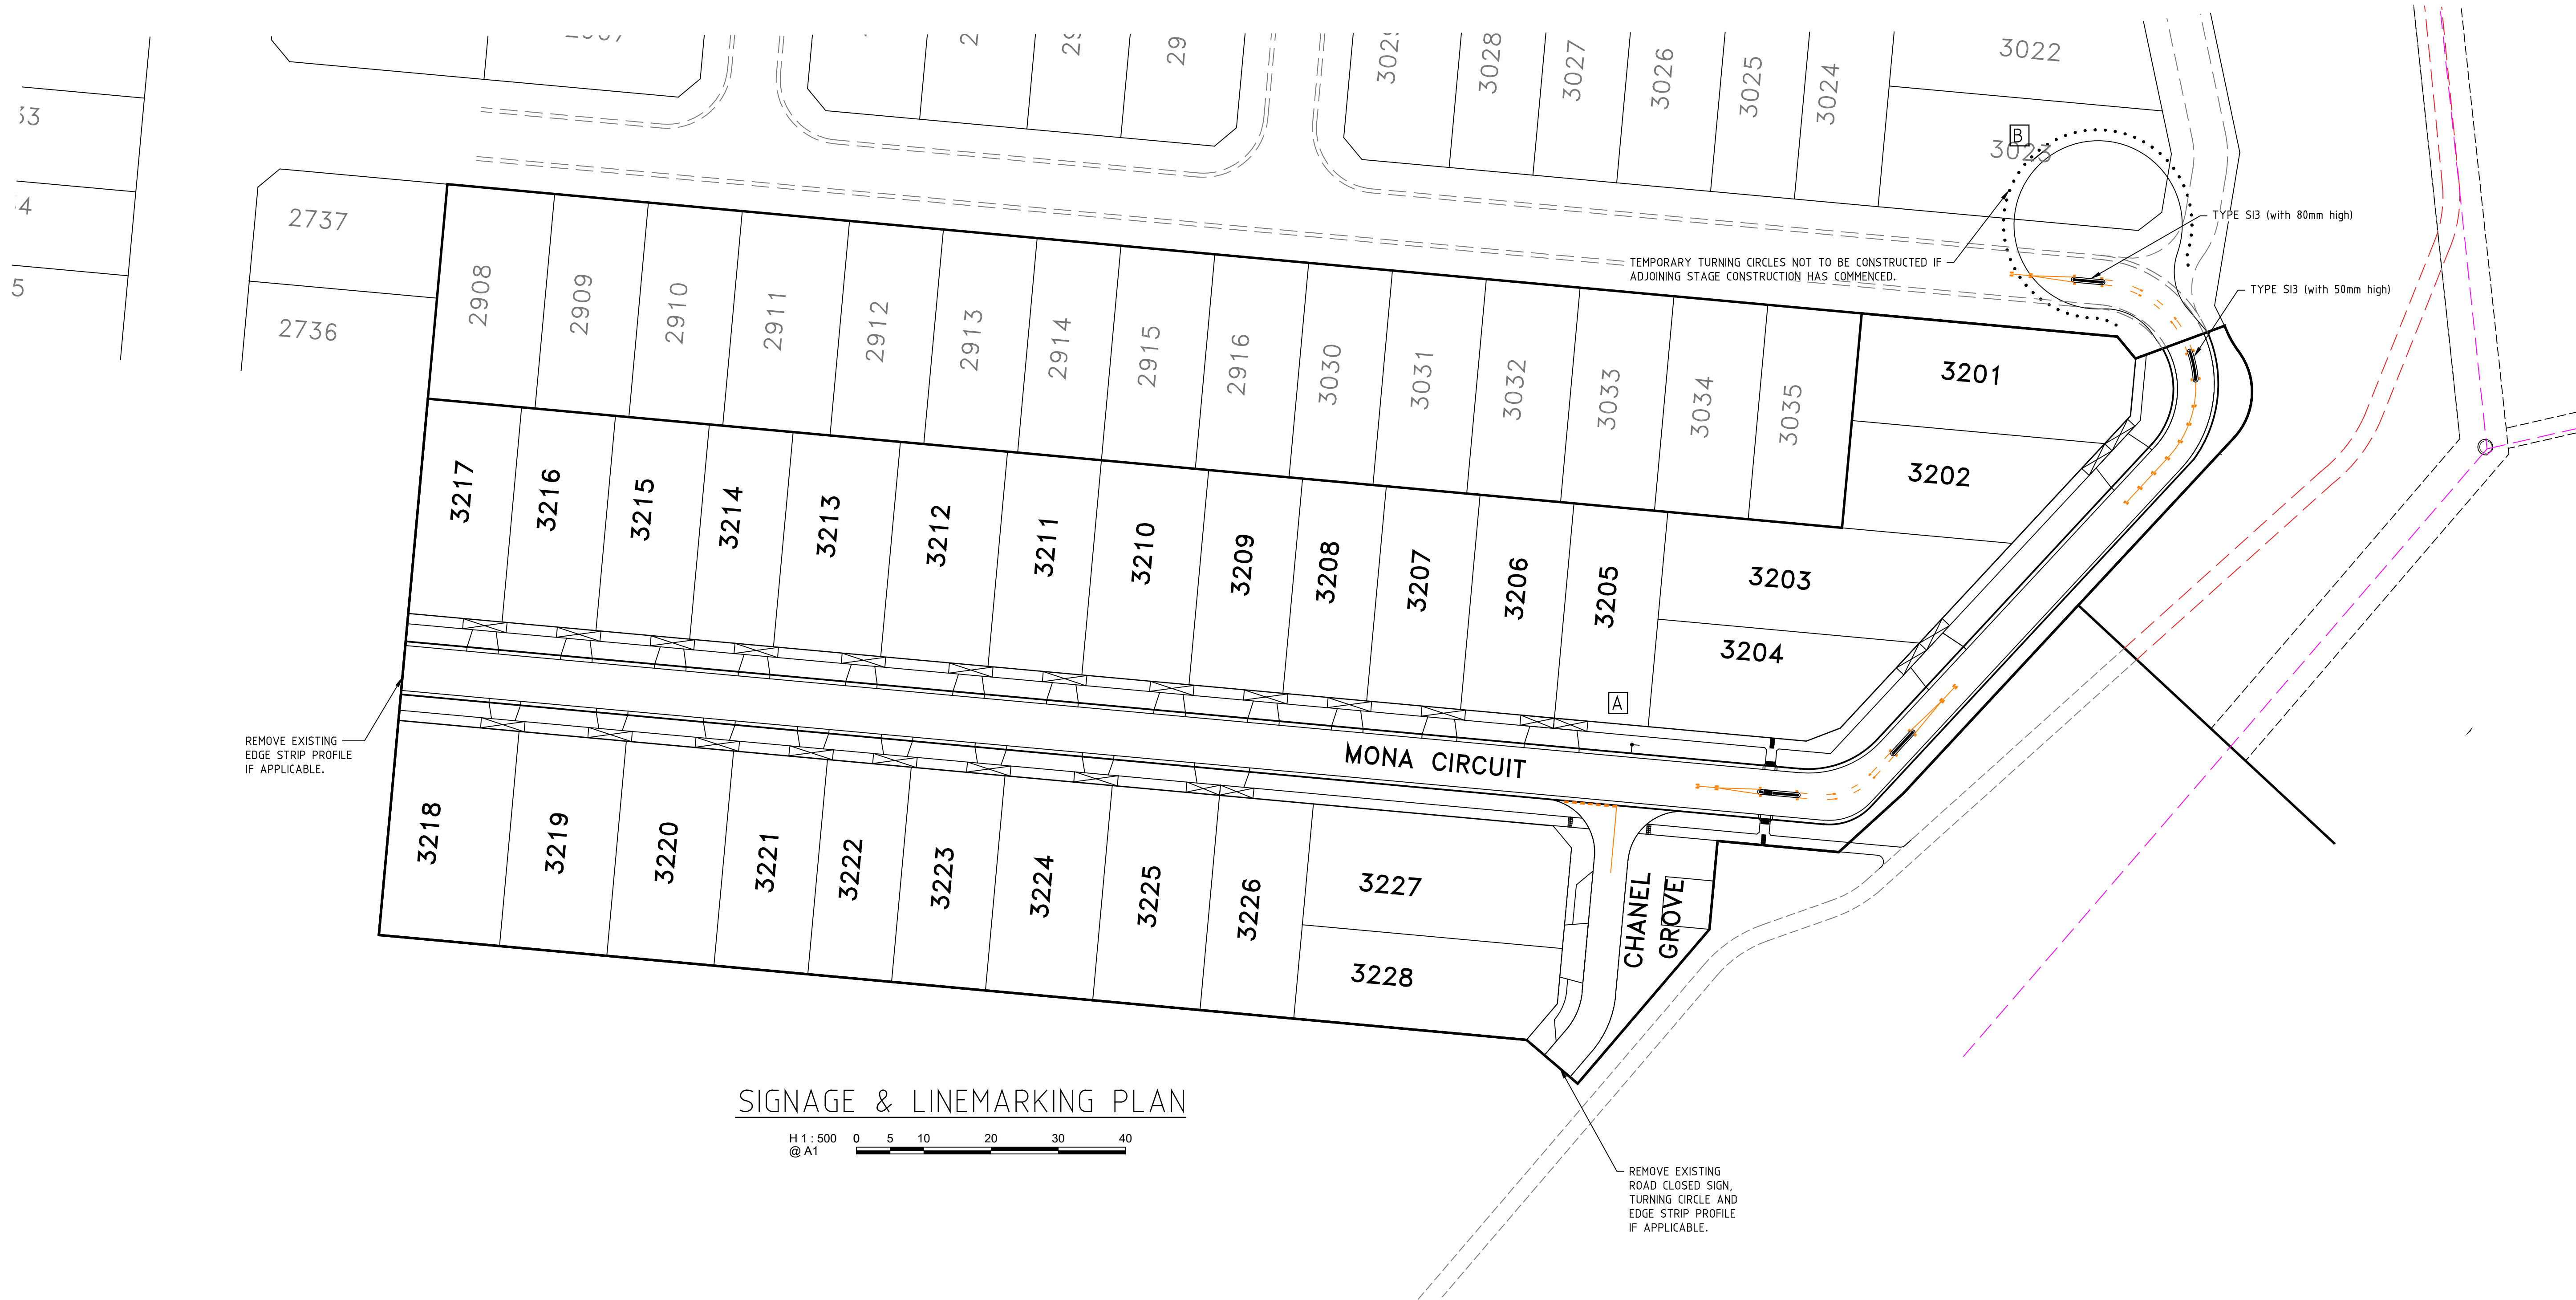 3029
3028
3027
3026
3025
3024
3022
3023
B
2737
2736
2908
2909
2910
2911
2912
2913
2914
2915
2916
3030
3031
3032
3033
3034
3035
TEMPORARY TURNING CIRCLES NOT TO BE CONSTRUCTED IF
ADJOINING STAGE CONSTRUCTION HAS COMMENCED.
TYPE SI3 (with 80mm high)
TYPE SI3 (with 50mm high)
3201
3202
3203
3204
3217
3216
3215
3214
3213
3212
3211
3210
3209
3208
3207
3206
3205
A
MONA CIRCUIT
REMOVE EXISTING
EDGE STRIP PROFILE
IF APPLICABLE.
3218
3219
3220
3221
3222
3223
3224
3225
3226
3227
3228
CHANEL
GROVE
SIGNAGE & LINEMARKING PLAN
H 1 : 500 0 5 10 20 30 40
@ A1
REMOVE EXISTING
ROAD CLOSED SIGN,
TURNING CIRCLE AND
EDGE STRIP PROFILE
IF APPLICABLE.